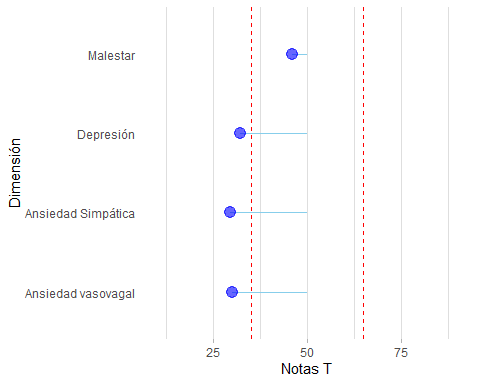 Malestar
Depresión
Ansiedad Simpática
Ansiedad vasovagal
Dimensión
25 50 75
Notas T